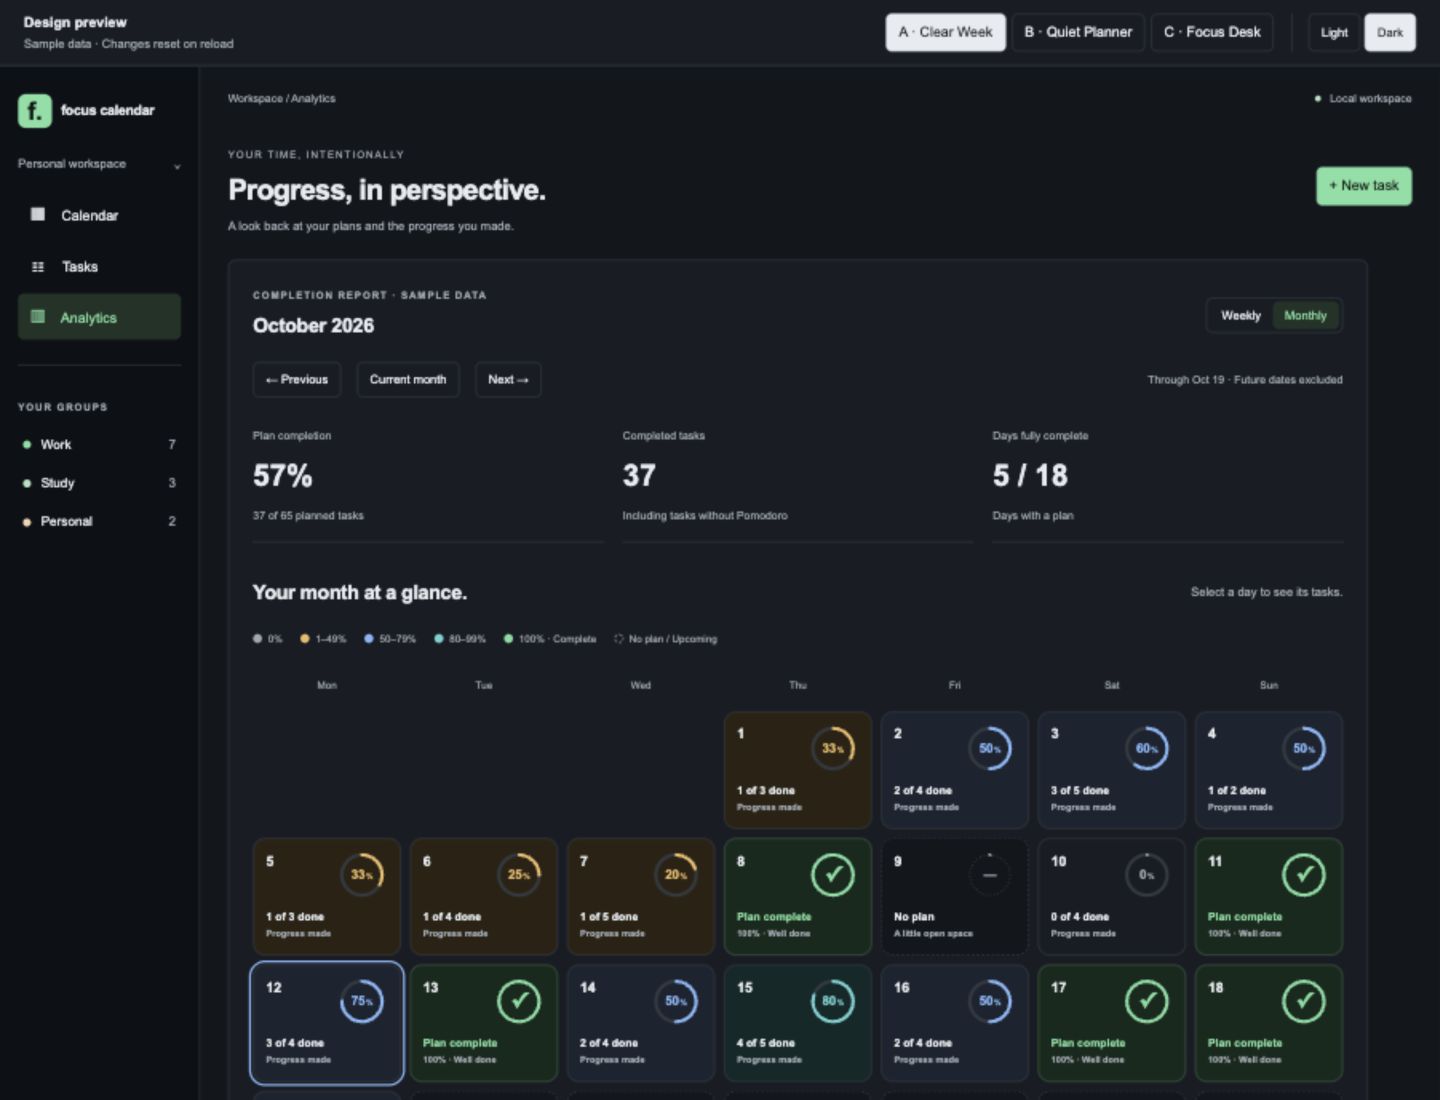 Design preview
Sample data · Changes reset on reload
A · Clear Week
B · Quiet Planner
C · Focus Desk
Light
Dark
f.
focus calendar
Personal workspace
Calendar
Tasks
Analytics
YOUR GROUPS
Work 7
Study 3
Personal 2
Workspace / Analytics
Local workspace
YOUR TIME, INTENTIONALLY
Progress, in perspective.
A look back at your plans and the progress you made.
+ New task
COMPLETION REPORT · SAMPLE DATA
October 2026
Weekly
Monthly
← Previous
Current month
Next →
Through Oct 19 · Future dates excluded
Plan completion
57%
37 of 65 planned tasks
Completed tasks
37
Including tasks without Pomodoro
Days fully complete
5 / 18
Days with a plan
Your month at a glance.
Select a day to see its tasks.
0%
1–49%
50–79%
80–99%
100% · Complete
No plan / Upcoming
Mon Tue Wed Thu Fri Sat Sun
1
33%
1 of 3 done
Progress made
2
50%
2 of 4 done
Progress made
3
60%
3 of 5 done
Progress made
4
50%
1 of 2 done
Progress made
5
33%
1 of 3 done
Progress made
6
25%
1 of 4 done
Progress made
7
20%
1 of 5 done
Progress made
8
✓
Plan complete
100% · Well done
9
—
No plan
A little open space
10
0%
0 of 4 done
Progress made
11
✓
Plan complete
100% · Well done
12
75%
3 of 4 done
Progress made
13
✓
Plan complete
100% · Well done
14
50%
2 of 4 done
Progress made
15
80%
4 of 5 done
Progress made
16
50%
2 of 4 done
Progress made
17
✓
Plan complete
100% · Well done
18
✓
Plan complete
100% · Well done